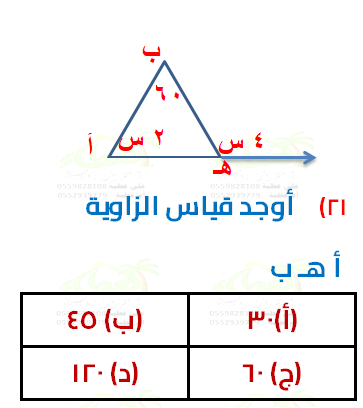 ب
٦٠
أ
٢ س
٤ س
هـ
٢١) أوجد قياس الزاوية
أ هـ ب
(أ) ٣٠
(ب) ٤٥
(ج) ٦٠
(د) ١٢٠